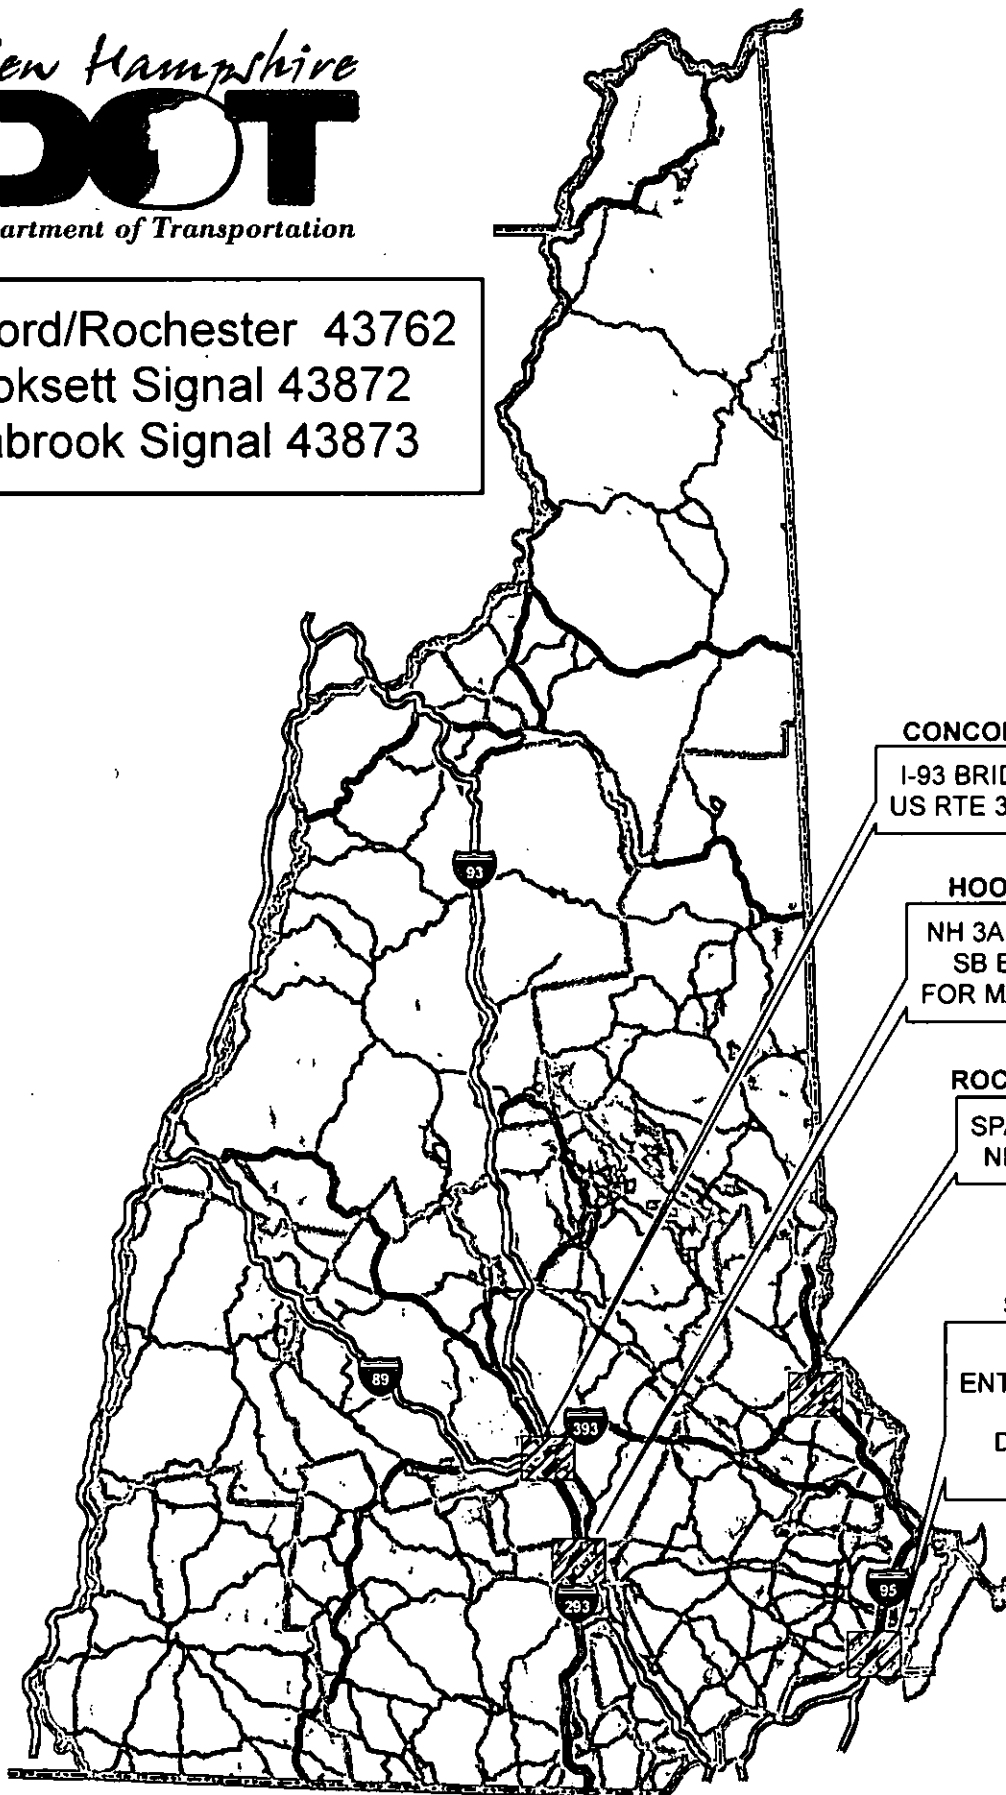 ew Hampshire
DOT
artment of Transportation
ord/Rochester 43762
oksett Signal 43872
abrook Signal 43873
CONCO
I-93 BRI
US RTE 3
HOO
NH 3A
SB
FOR M
ROC
SP
N
ENT
93
89
393
293
95